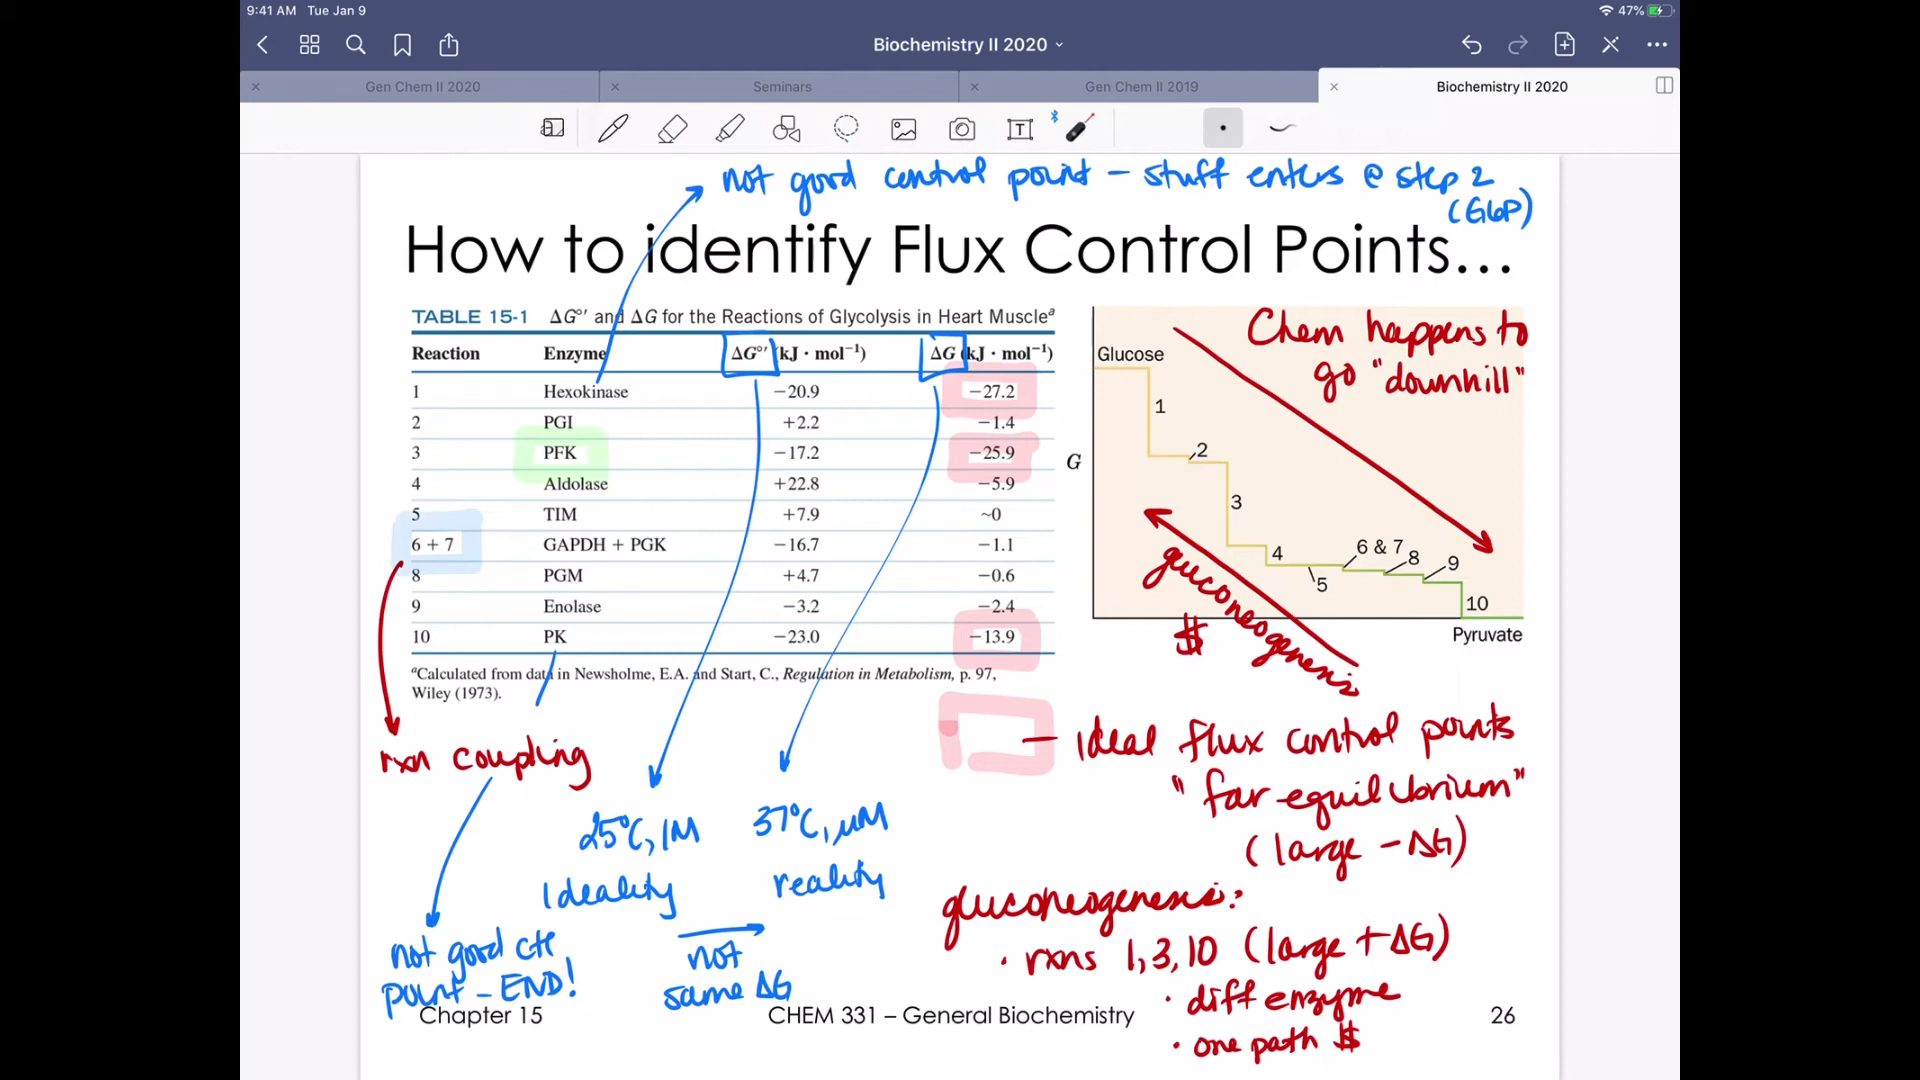 9:41 AM Tue Jan 9
47%
Biochemistry II 2020
Gen Chem II 2020
Seminars
Gen Chem II 2019
Biochemistry II 2020
T
not good control point - stuff enters @ step 2
(G6P)
How to identify Flux Control Points...
TABLE 15-1 ΔG°′ and ΔG for the Reactions of Glycolysis in Heart Muscleᵃ
Reaction Enzyme ΔG°′ (kJ · mol⁻¹) ΔG (kJ · mol⁻¹)
1 Hexokinase −20.9 −27.2
2 PGI +2.2 −1.4
3 PFK −17.2 −25.9
4 Aldolase +22.8 −5.9
5 TIM +7.9 ~0
6 + 7 GAPDH + PGK −16.7 −1.1
8 PGM +4.7 −0.6
9 Enolase −3.2 −2.4
10 PK −23.0 −13.9
ᵃCalculated from data in Newsholme, E.A. and Start, C., Regulation in Metabolism, p. 97,
Wiley (1973).
Chem happens to
go "downhill"
Glucose
1
2
G
3
4
5
6 & 7
8
9
10
Pyruvate
gluconeogenesis
$
rxn coupling
25°C, 1M
Ideality
37°C, uM
reality
not
same ΔG
not good ctrl
point - END!
- Ideal flux control points
"far equilibrium"
(large - ΔG)
gluconeogenesis:
· rxns 1, 3, 10 (large + ΔG)
· diff enzyme
· one path $
Chapter 15
CHEM 331 – General Biochemistry
26